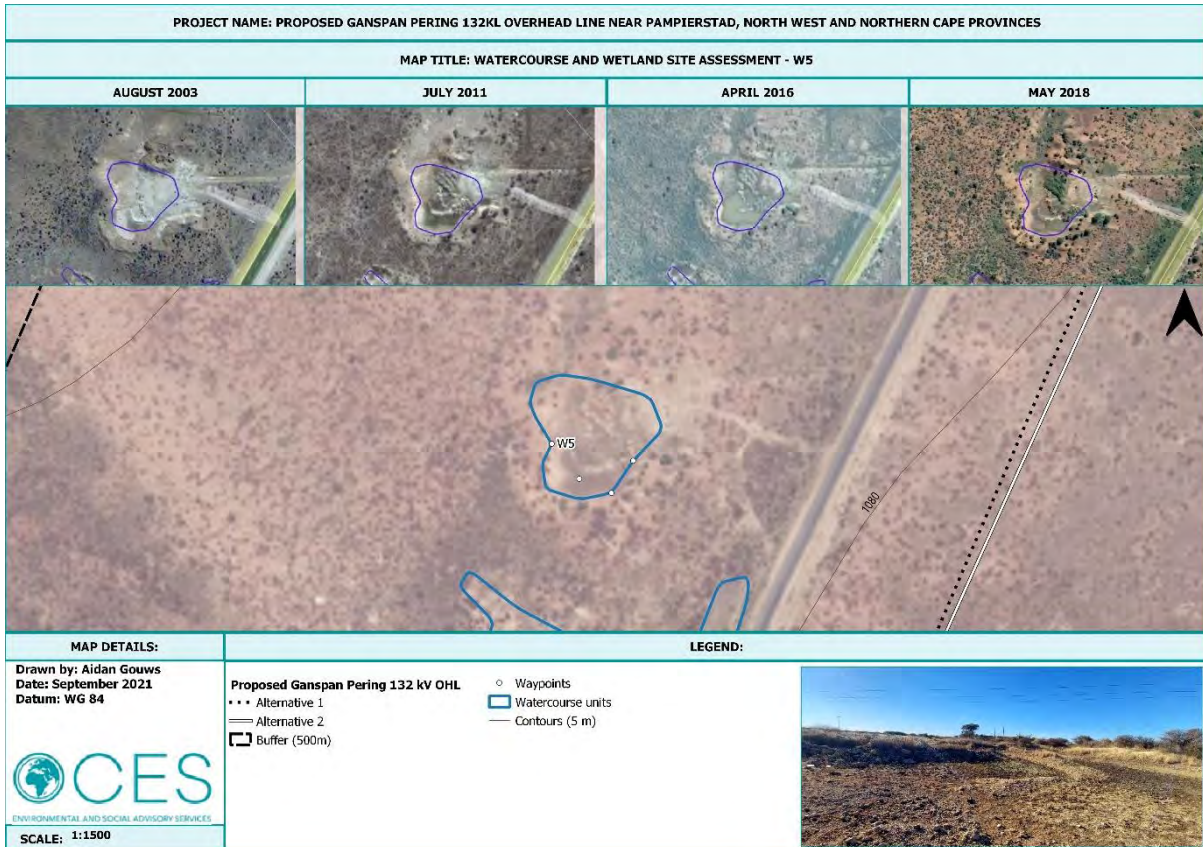 PROJECT NAME: PROPOSED GANSPAN PERING 132KL OVERHEAD LINE NEAR PAMPIERSTAD, NORTH WEST AND NORTHERN CAPE PROVINCES
MAP TITLE: WATERCOURSE AND WETLAND SITE ASSESSMENT - W5
AUGUST 2003
JULY 2011
APRIL 2016
MAY 2018
W5
1080
MAP DETAILS:
LEGEND:
Drawn by: Aidan Gouws
Date: September 2021
Datum: WG 84
CES
ENVIRONMENTAL AND SOCIAL ADVISORY SERVICES
SCALE: 1:1500
Proposed Ganspan Pering 132 kV OHL
Alternative 1
Alternative 2
Buffer (500m)
Waypoints
Watercourse units
Contours (5 m)